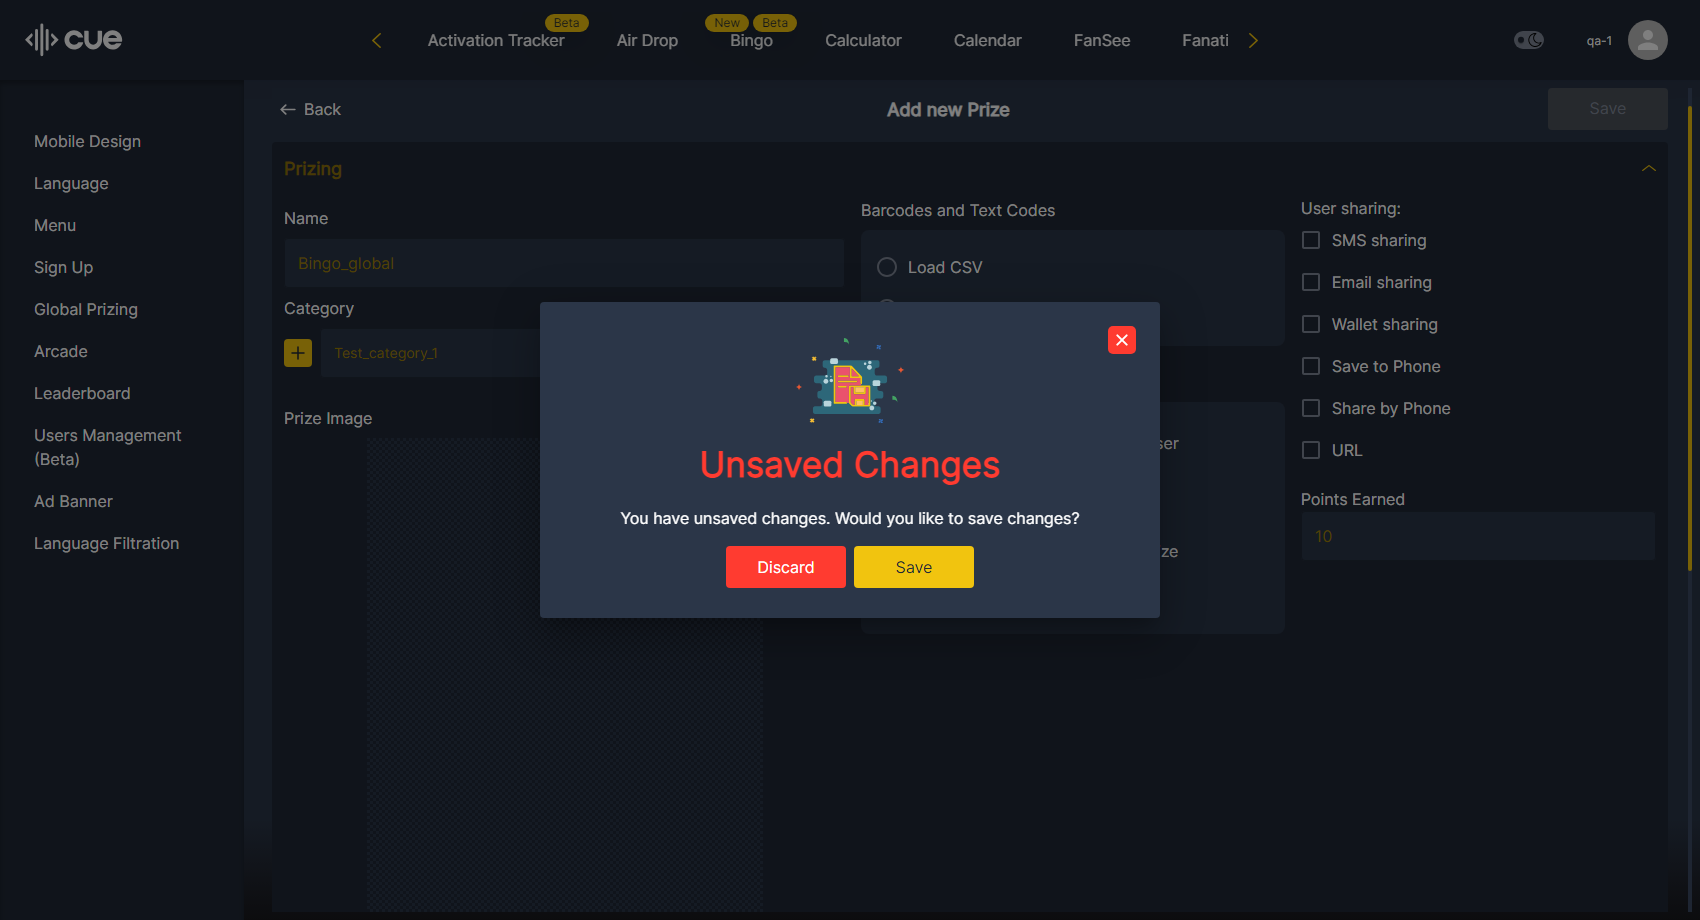 cue
Beta
New
Beta
Activation Tracker
Air Drop
Bingo
Calculator
Calendar
FanSee
Fanati
qa-1
Mobile Design
Language
Menu
Sign Up
Global Prizing
Arcade
Leaderboard
Users Management
(Beta)
Ad Banner
Language Filtration
Back
Add new Prize
Save
Prizing
Name
Bingo_global
Category
Test_category_1
Prize Image
Barcodes and Text Codes
Load CSV
ser
ze
User sharing:
SMS sharing
Email sharing
Wallet sharing
Save to Phone
Share by Phone
URL
Points Earned
10
Unsaved Changes
You have unsaved changes. Would you like to save changes?
Discard
Save